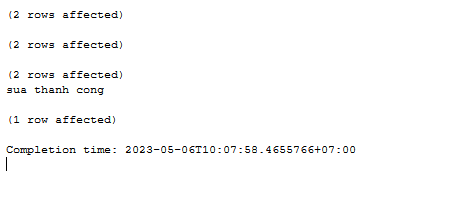 (2 rows affected)
(2 rows affected)
(2 rows affected)
sua thanh cong
(1 row affected)
Completion time: 2023-05-06T10:07:58.4655766+07:00